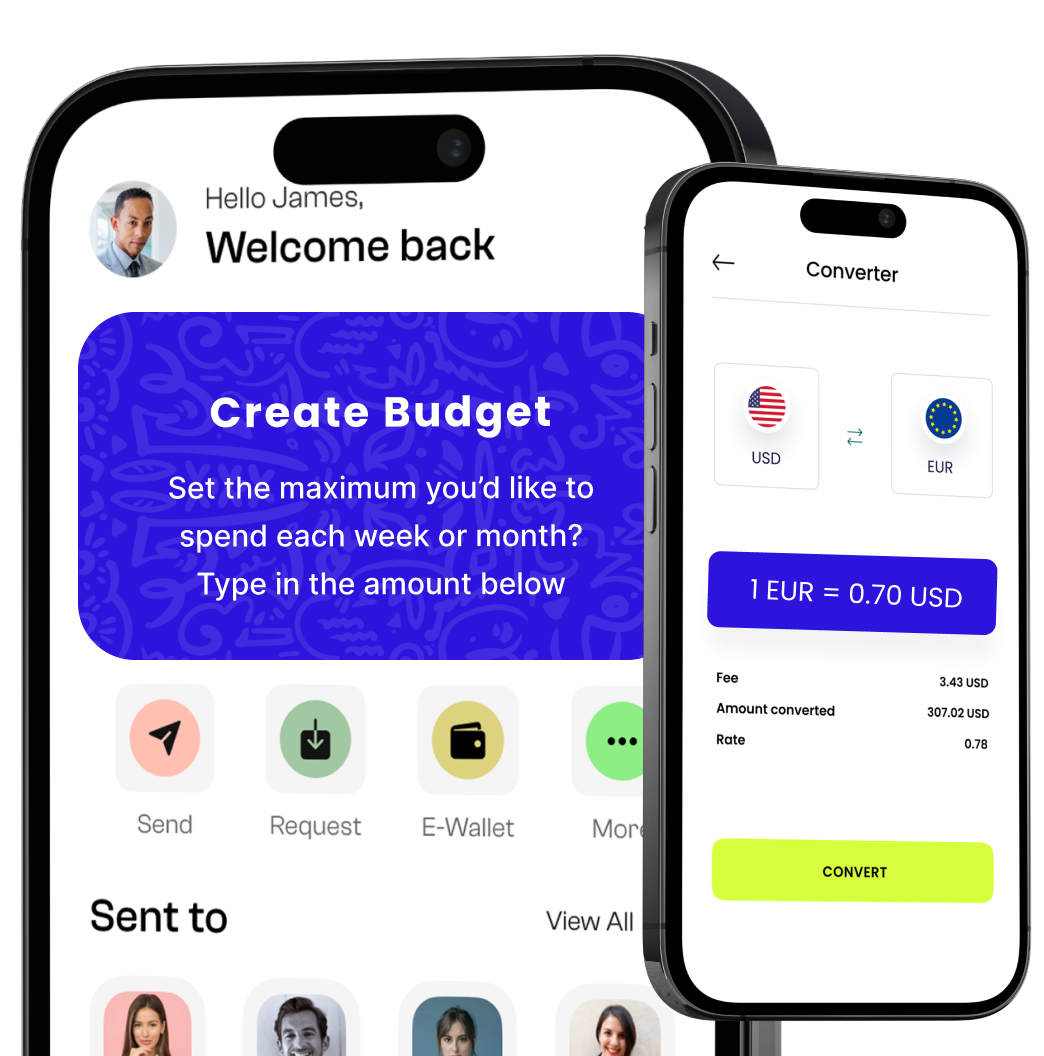 Hello James,
Welcome back
Create Budget
Set the maximum you’d like to
spend each week or month?
Type in the amount below
Send
Request
E-Wallet
More
Sent to
View All
Converter
USD
EUR
1 EUR = 0.70 USD
Fee
3.43 USD
Amount converted
307.02 USD
Rate
0.78
CONVERT